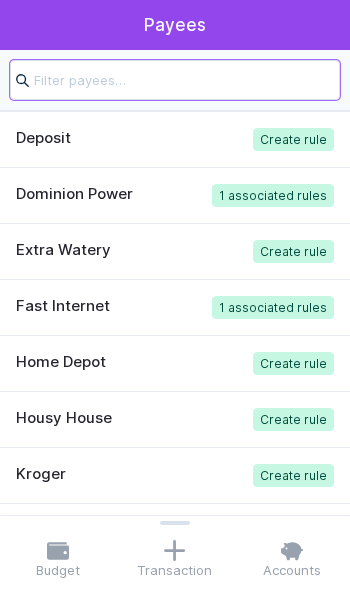 Payees
Filter payees...
Deposit Create rule
Dominion Power 1 associated rules
Extra Watery Create rule
Fast Internet 1 associated rules
Home Depot Create rule
Housy House Create rule
Kroger Create rule
Budget Transaction Accounts